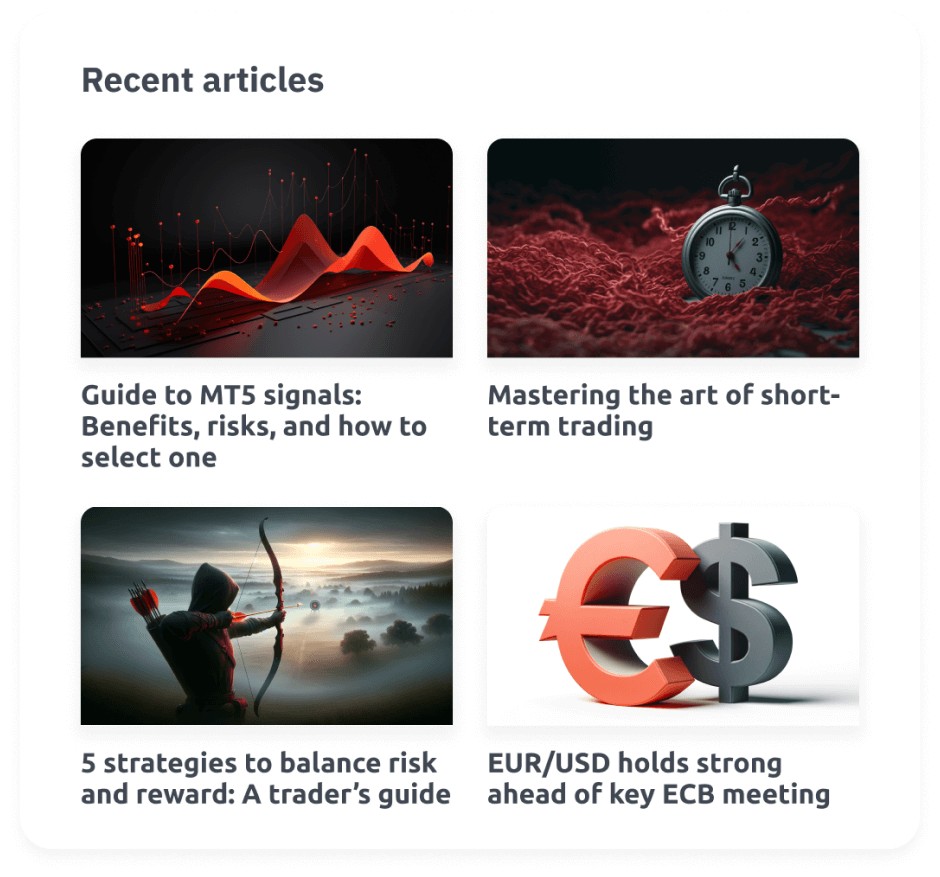 Recent articles
Guide to MT5 signals:
Benefits, risks, and how to
select one
Mastering the art of short-
term trading
5 strategies to balance risk
and reward: A trader’s guide
EUR/USD holds strong
ahead of key ECB meeting